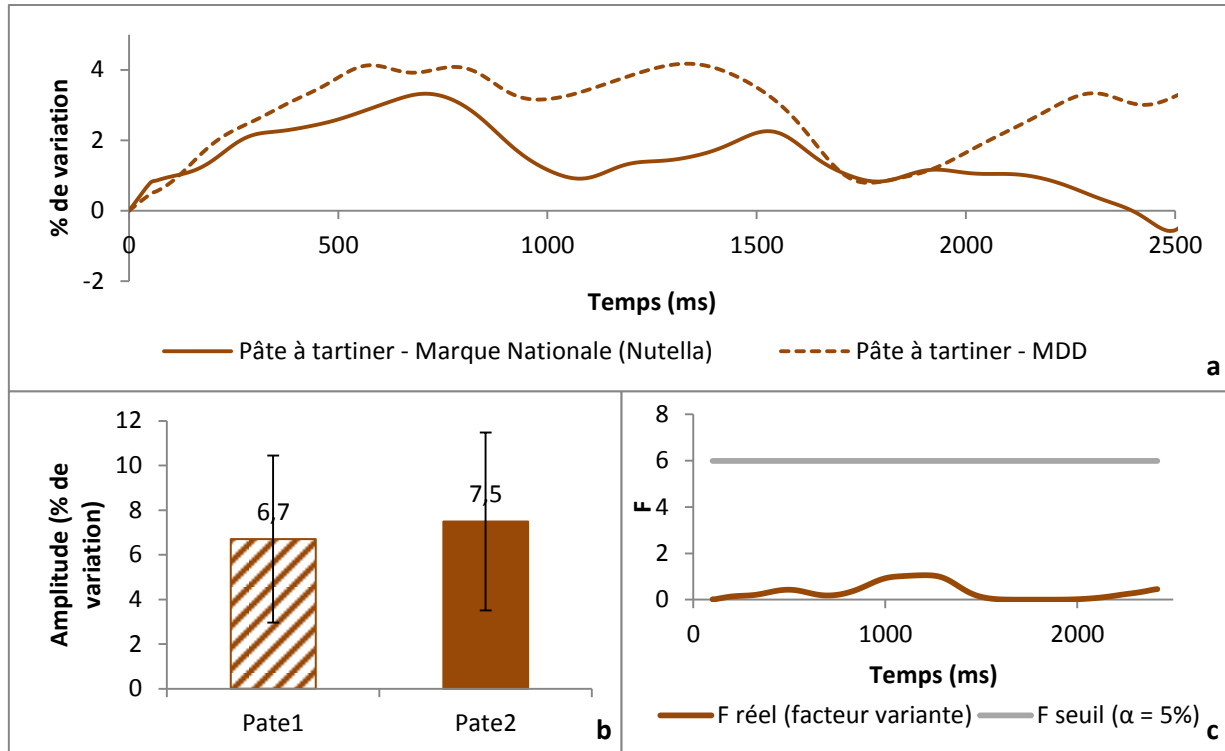 % de variation
4
2
0
-2
0
500
1000
1500
2000
2500
Temps (ms)
Pâte à tartiner - Marque Nationale (Nutella)
Pâte à tartiner - MDD
a
Amplitude (% de
variation)
12
10
8
6
4
2
0
6,7
7,5
Pate1
Pate2
b
F
8
6
4
2
0
0
1000
2000
Temps (ms)
F réel (facteur variante)
F seuil (α = 5%)
c